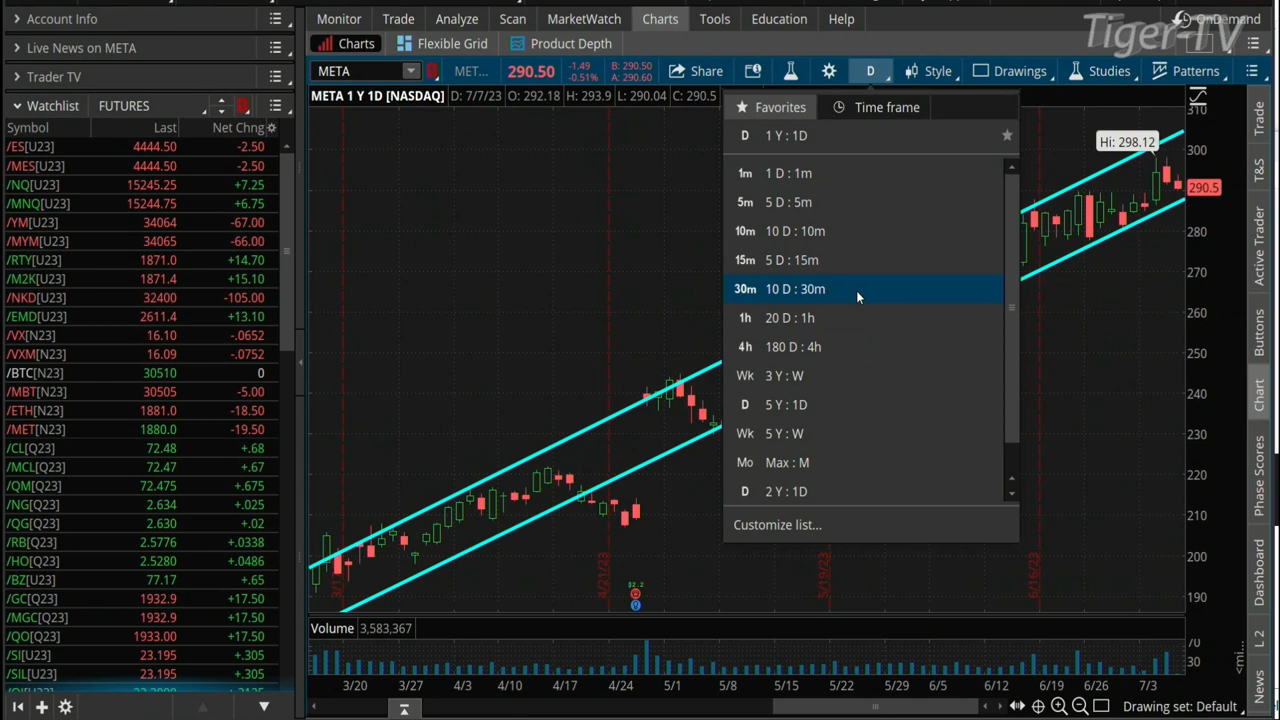 Account Info
Live News on META
Trader TV
Watchlist FUTURES
Symbol Last Net Chng
/ES[U23] 4444.50 -2.50
/MES[U23] 4444.50 -2.50
/NQ[U23] 15245.25 +7.25
/MNQ[U23] 15244.75 +6.75
/YM[U23] 34064 -67.00
/MYM[U23] 34065 -66.00
/RTY[U23] 1871.0 +14.70
/M2K[U23] 1871.4 +15.10
/NKD[U23] 32400 -105.00
/EMD[U23] 2611.4 +13.10
/VX[N23] 16.10 -.0652
/VXM[N23] 16.09 -.0752
/BTC[N23] 30510 0
/MBT[N23] 30505 -5.00
/ETH[N23] 1881.0 -18.50
/MET[N23] 1880.0 -19.50
/CL[Q23] 72.48 +.68
/MCL[Q23] 72.47 +.67
/QM[Q23] 72.475 +.675
/NG[Q23] 2.634 +.025
/QG[Q23] 2.630 +.02
/RB[Q23] 2.5776 +.0338
/HO[Q23] 2.5280 +.0486
/BZ[U23] 77.17 +.65
/GC[Q23] 1932.9 +17.50
/MGC[Q23] 1932.9 +17.50
/QO[Q23] 1933.00 +17.50
/SI[U23] 23.195 +.305
/SIL[U23] 23.195 +.305
Monitor Trade Analyze Scan MarketWatch Charts Tools Education Help
Tiger-TV
OnDemand
Charts Flexible Grid Product Depth
META MET... 290.50 -1.49 -0.51% B: 290.50 A: 290.60 Share D Style Drawings Studies Patterns
META 1 Y 1D [NASDAQ] D: 7/7/23 O: 292.18 H: 293.9 L: 290.04 C: 290.5
Favorites Time frame
D 1 Y : 1D
1m 1 D : 1m
5m 5 D : 5m
10m 10 D : 10m
15m 5 D : 15m
30m 10 D : 30m
1h 20 D : 1h
4h 180 D : 4h
Wk 3 Y : W
D 5 Y : 1D
Wk 5 Y : W
Mo Max : M
D 2 Y : 1D
Customize list...
Hi: 298.12
310
300
290.5
280
270
260
250
240
230
220
210
200
190
4/21/23
5/19/23
6/16/23
Volume 3,583,367
70
30
3/20 3/27 4/3 4/10 4/17 4/24 5/1 5/8 5/15 5/22 5/29 6/5 6/12 6/19 6/26 7/3
Drawing set: Default
Trade
T&S
Active Trader
Buttons
Chart
Phase Scores
Dashboard
L 2
News